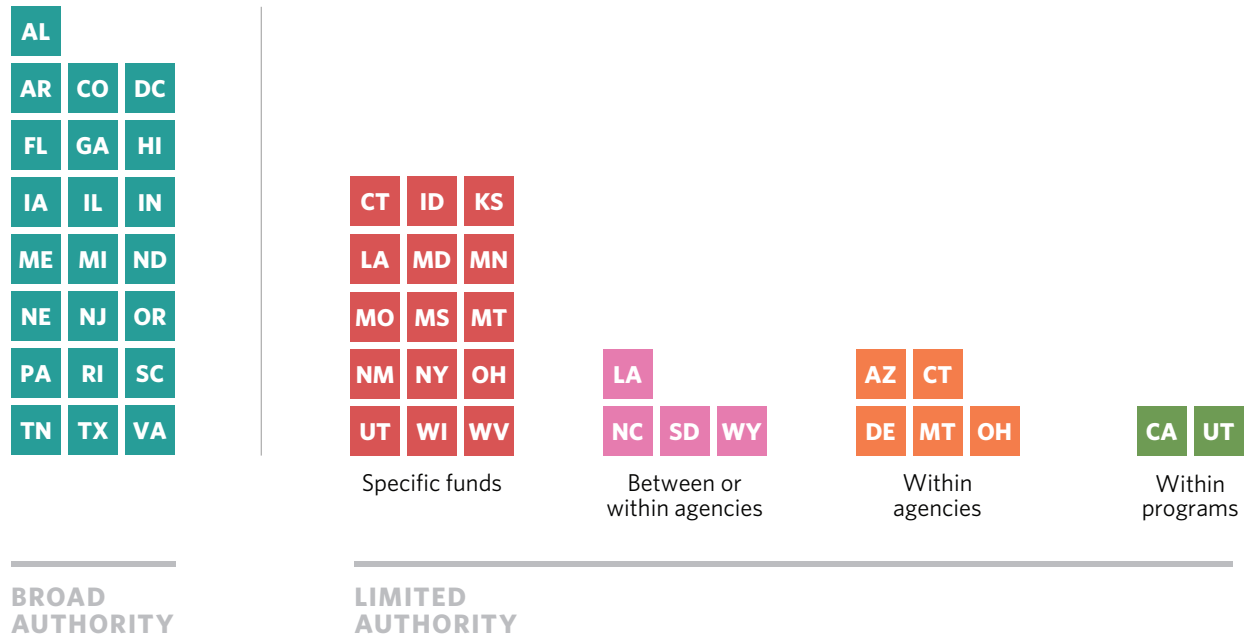 AL
AR CO DC
FL GA HI
IA IL IN
ME MI ND
NE NJ OR
PA RI SC
TN TX VA
BROAD
AUTHORITY
CT ID KS
LA MD MN
MO MS MT
NM NY OH
UT WI WV
Specific funds
LA
NC SD WY
Between or
within agencies
AZ CT
DE MT OH
Within
agencies
CA UT
Within
programs
LIMITED
AUTHORITY